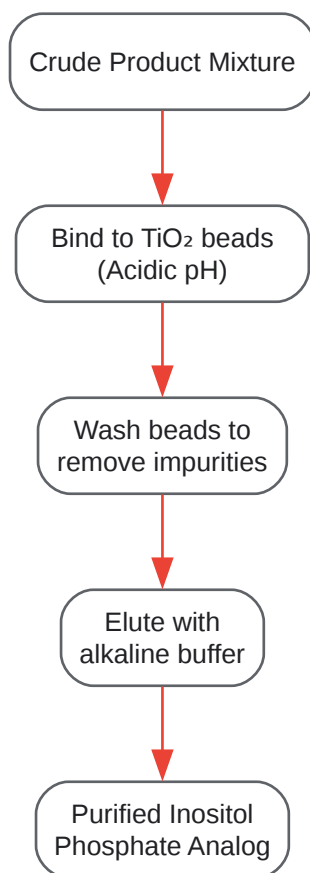 Crude Product Mixture
Bind to TiO₂ beads
(Acidic pH)
Wash beads to
remove impurities
Elute with
alkaline buffer
Purified Inositol
Phosphate Analog